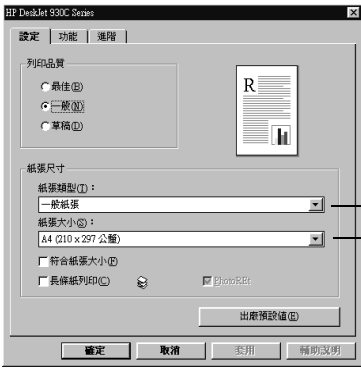 HP DeskJet 930C Series
設定 功能 進階
列印品質
最佳(B)
一般(N)
草稿(D)
R
紙張尺寸
紙張類型(T)：
一般紙張
紙張大小(S)：
A4 (210 x 297 公釐)
符合紙張大小(F)
長條紙列印(C) PhotoREt
出廠預設值(E)
確定 取消 套用 輔助說明